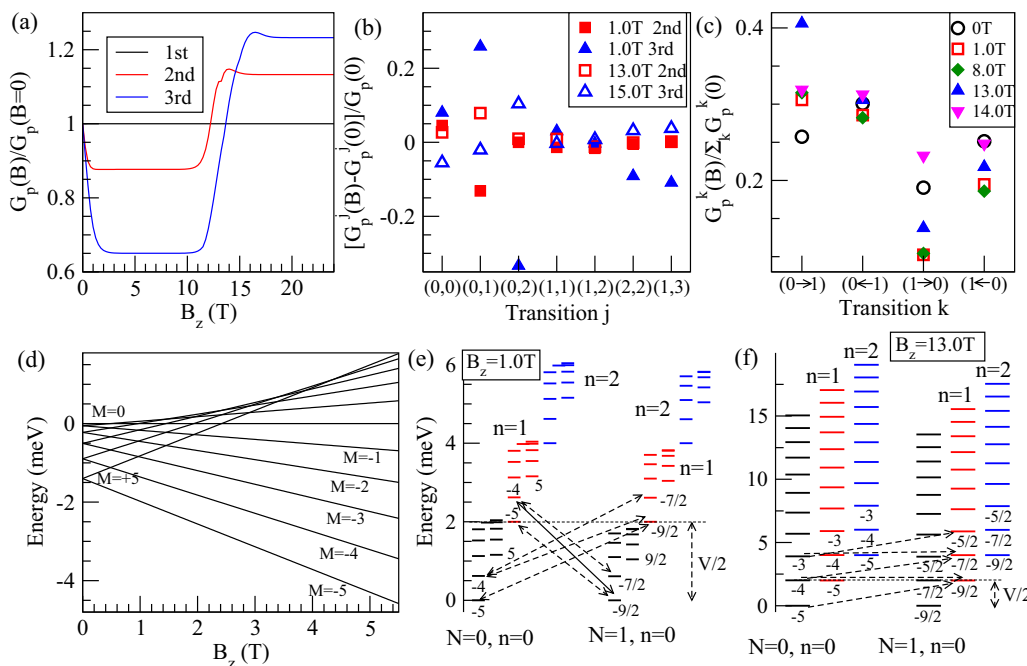 (a)
1st
2nd
3rd
G_p(B)/G_p(B=0)
1.2
1
0.8
0.6
0
10
20
B_z (T)
(b)
1.0T 2nd
1.0T 3rd
13.0T 2nd
15.0T 3rd
[G_p^j(B)-G_p^j(0)]/G_p(0)
0.2
0
-0.2
(0,0) (0,1) (0,2) (1,1) (1,2) (2,2) (1,3)
Transition j
(c)
0T
1.0T
8.0T
13.0T
14.0T
G_p^k(B)/Σ_k G_p^k(0)
0.4
0.3
0.2
(0→1) (0←1) (1→0) (1←0)
Transition k
(d)
Energy (meV)
0
-2
-4
M=0
M=+5
M=-1
M=-2
M=-3
M=-4
M=-5
0 1 2 3 4 5
B_z (T)
(e)
B_z=1.0T
Energy (meV)
6
4
2
0
n=2
n=2
n=1
n=1
-4
5
-5
5
-4
-5
-7/2
-9/2
9/2
-7/2
-9/2
V/2
N=0, n=0
N=1, n=0
(f)
B_z=13.0T
15
10
5
0
n=2
n=1
n=2
n=1
-3
-4
-5
-3
-4
-3
-4
-5
-5/2
-7/2
-9/2
-5/2
-7/2
-9/2
-5/2
-7/2
-9/2
V/2
-5
N=0, n=0
N=1, n=0